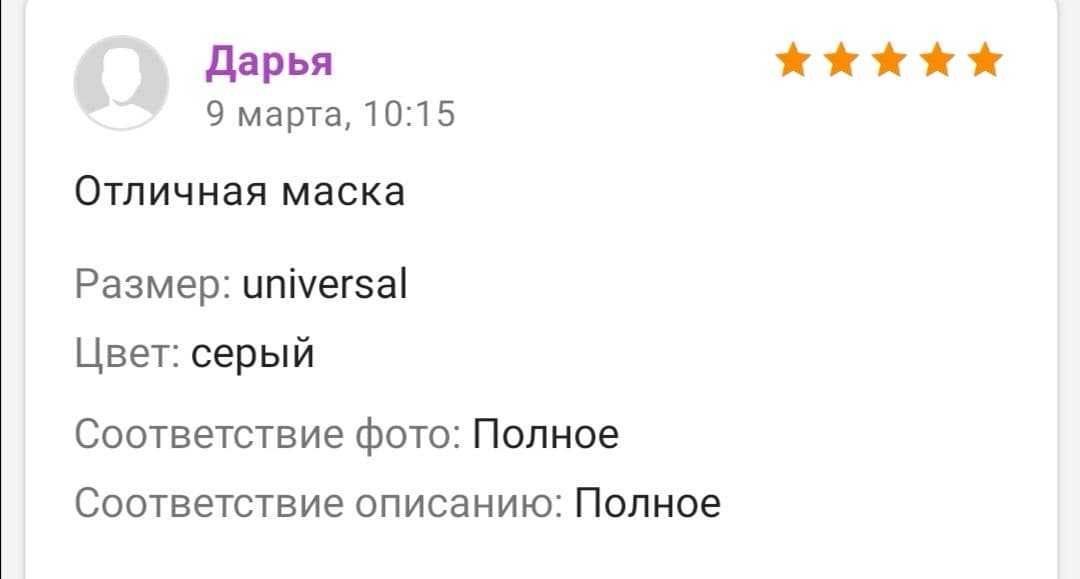 Дарья
9 марта, 10:15
Отличная маска
Размер: universal
Цвет: серый
Соответствие фото: Полное
Соответствие описанию: Полное